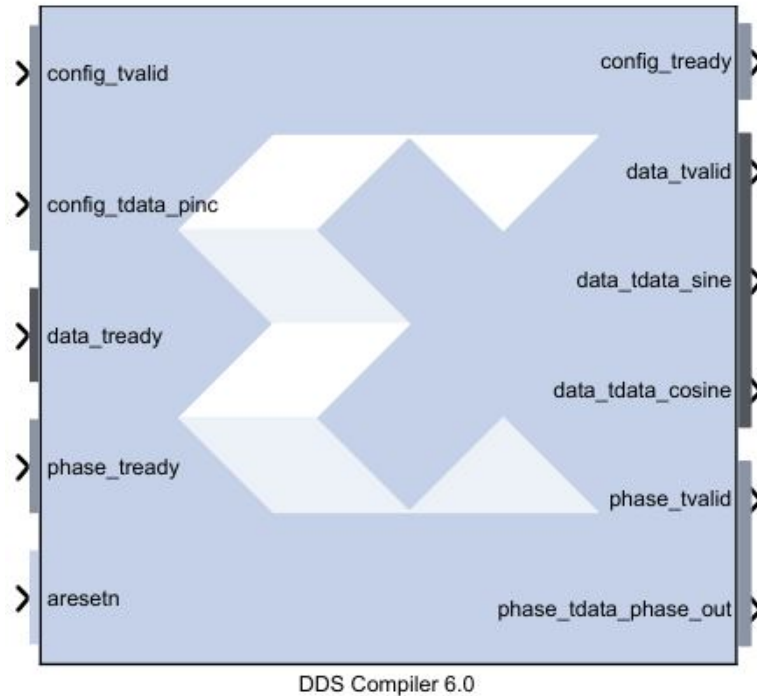 config_tvalid
config_tdata_pinc
data_tready
phase_tready
aresetn
config_tready
data_tvalid
data_tdata_sine
data_tdata_cosine
phase_tvalid
phase_tdata_phase_out
DDS Compiler 6.0